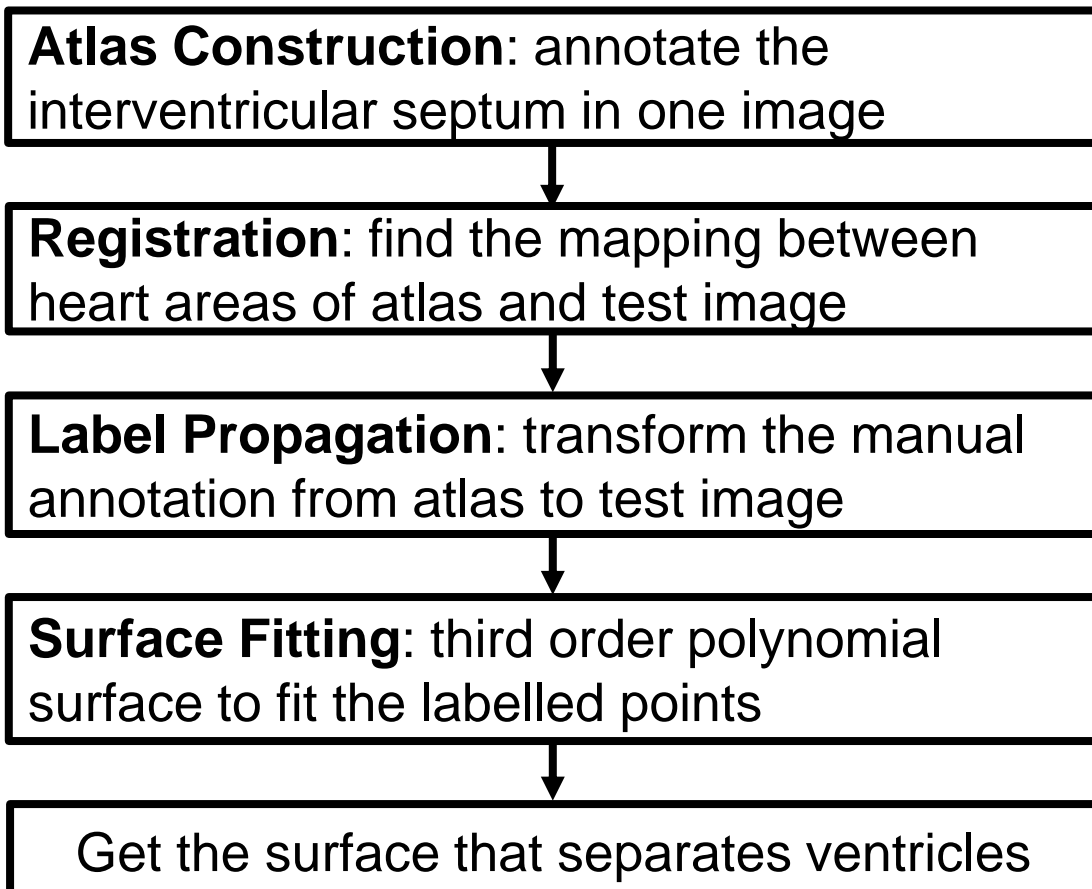 Atlas Construction: annotate the
interventricular septum in one image
Registration: find the mapping between
heart areas of atlas and test image
Label Propagation: transform the manual
annotation from atlas to test image
Surface Fitting: third order polynomial
surface to fit the labelled points
Get the surface that separates ventricles